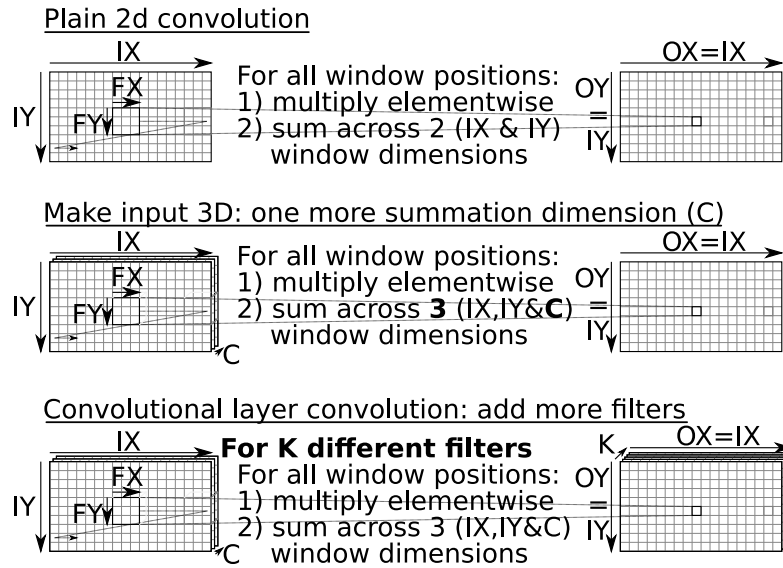 Plain 2d convolution
IX
OX=IX
FX
For all window positions:
OY
IY
1) multiply elementwise
=
FY
2) sum across 2 (IX & IY)
IY
window dimensions
Make input 3D: one more summation dimension (C)
IX
OX=IX
FX
For all window positions:
OY
IY
1) multiply elementwise
=
FY
2) sum across 3 (IX,IY&C)
IY
window dimensions
C
Convolutional layer convolution: add more filters
IX
For K different filters
K
OX=IX
FX
For all window positions:
OY
IY
1) multiply elementwise
=
FY
2) sum across 3 (IX,IY&C)
IY
window dimensions
C